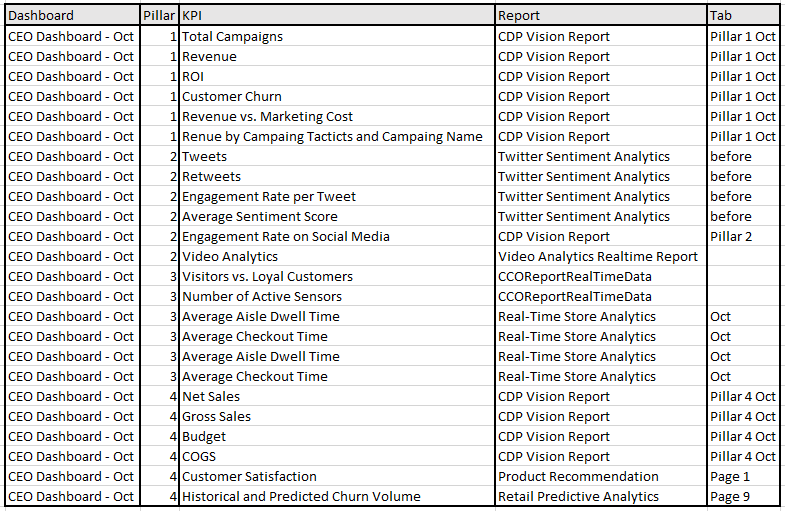 Dashboard Pillar KPI Report Tab
CEO Dashboard - Oct 1 Total Campaigns CDP Vision Report Pillar 1 Oct
CEO Dashboard - Oct 1 Revenue CDP Vision Report Pillar 1 Oct
CEO Dashboard - Oct 1 ROI CDP Vision Report Pillar 1 Oct
CEO Dashboard - Oct 1 Customer Churn CDP Vision Report Pillar 1 Oct
CEO Dashboard - Oct 1 Revenue vs. Marketing Cost CDP Vision Report Pillar 1 Oct
CEO Dashboard - Oct 1 Renue by Campaing Tacticts and Campaing Name CDP Vision Report Pillar 1 Oct
CEO Dashboard - Oct 2 Tweets Twitter Sentiment Analytics before
CEO Dashboard - Oct 2 Retweets Twitter Sentiment Analytics before
CEO Dashboard - Oct 2 Engagement Rate per Tweet Twitter Sentiment Analytics before
CEO Dashboard - Oct 2 Average Sentiment Score Twitter Sentiment Analytics before
CEO Dashboard - Oct 2 Engagement Rate on Social Media CDP Vision Report Pillar 2
CEO Dashboard - Oct 2 Video Analytics Video Analytics Realtime Report
CEO Dashboard - Oct 3 Visitors vs. Loyal Customers CCOReportRealTimeData
CEO Dashboard - Oct 3 Number of Active Sensors CCOReportRealTimeData
CEO Dashboard - Oct 3 Average Aisle Dwell Time Real-Time Store Analytics Oct
CEO Dashboard - Oct 3 Average Checkout Time Real-Time Store Analytics Oct
CEO Dashboard - Oct 3 Average Aisle Dwell Time Real-Time Store Analytics Oct
CEO Dashboard - Oct 3 Average Checkout Time Real-Time Store Analytics Oct
CEO Dashboard - Oct 4 Net Sales CDP Vision Report Pillar 4 Oct
CEO Dashboard - Oct 4 Gross Sales CDP Vision Report Pillar 4 Oct
CEO Dashboard - Oct 4 Budget CDP Vision Report Pillar 4 Oct
CEO Dashboard - Oct 4 COGS CDP Vision Report Pillar 4 Oct
CEO Dashboard - Oct 4 Customer Satisfaction Product Recommendation Page 1
CEO Dashboard - Oct 4 Historical and Predicted Churn Volume Retail Predictive Analytics Page 9